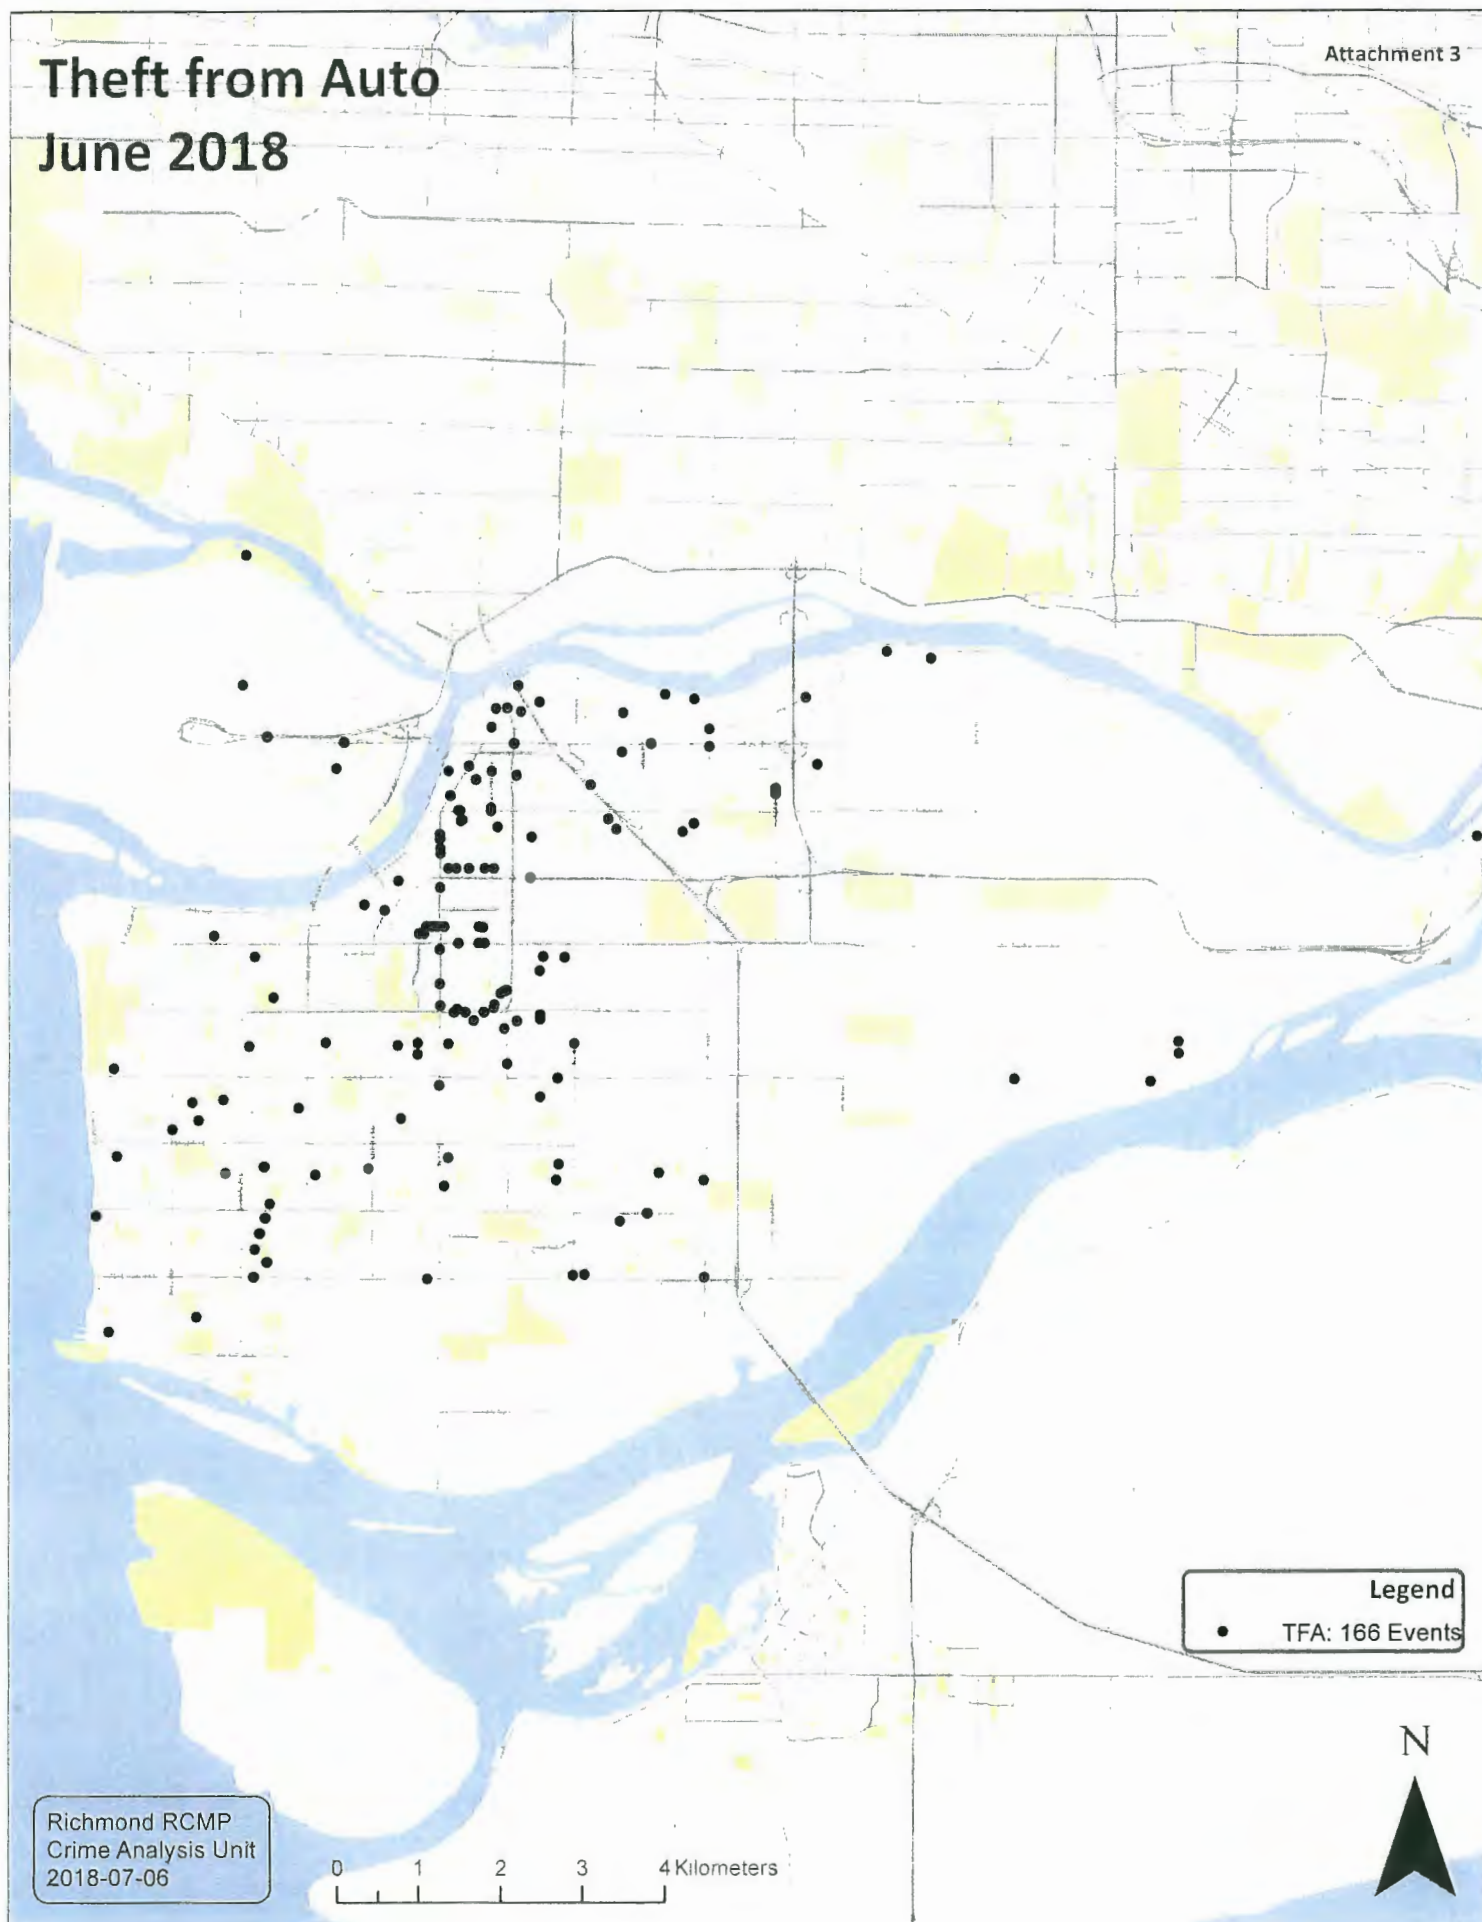 Attachment 3
Theft from Auto
June 2018
Legend
TFA: 166 Events
N
Richmond RCMP
Crime Analysis Unit
2018-07-06
0 1 2 3 4 Kilometers